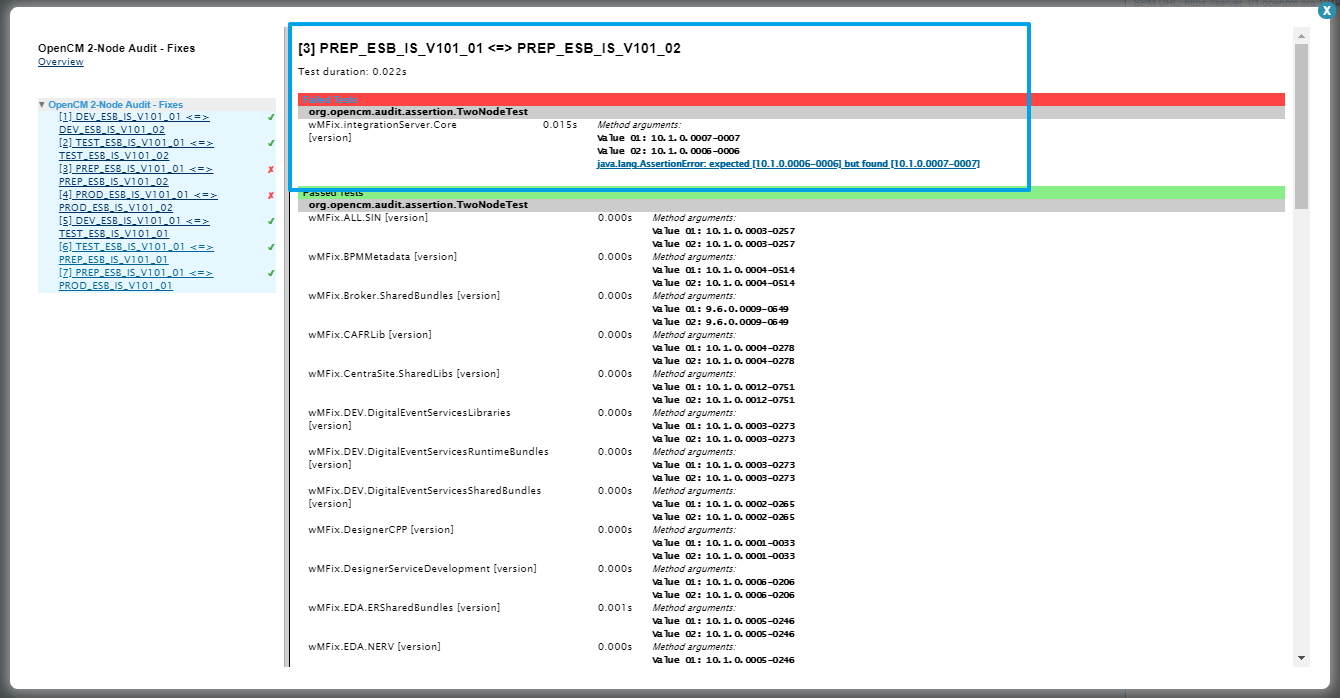 X
OpenCM 2-Node Audit - Fixes
Overview
OpenCM 2-Node Audit - Fixes
[1] DEV_ESB_IS_V101_01 <=>
DEV_ESB_IS_V101_02
[2] TEST_ESB_IS_V101_01 <=>
TEST_ESB_IS_V101_02
[3] PREP_ESB_IS_V101_01 <=>
PREP_ESB_IS_V101_02
[4] PROD_ESB_IS_V101_01 <=>
PROD_ESB_IS_V101_02
[5] DEV_ESB_IS_V101_01 <=>
TEST_ESB_IS_V101_01
[6] TEST_ESB_IS_V101_01 <=>
PREP_ESB_IS_V101_01
[7] PREP_ESB_IS_V101_01 <=>
PROD_ESB_IS_V101_01
[3] PREP_ESB_IS_V101_01 <=> PREP_ESB_IS_V101_02
Test duration: 0.022s
Failed Tests
org.opencm.audit.assertion.TwoNodeTest
wMFix.integrationServer.Core 0.015s Method arguments:
[version] Value 01: 10.1.0.0007-0007
Value 02: 10.1.0.0006-0006
java.lang.AssertionError: expected [10.1.0.0006-0006] but found [10.1.0.0007-0007]
Passed Tests
org.opencm.audit.assertion.TwoNodeTest
wMFix.ALL.SIN [version] 0.000s Method arguments:
Value 01: 10.1.0.0003-0257
Value 02: 10.1.0.0003-0257
wMFix.BPMMetadata [version] 0.000s Method arguments:
Value 01: 10.1.0.0004-0514
Value 02: 10.1.0.0004-0514
wMFix.Broker.SharedBundles [version] 0.000s Method arguments:
Value 01: 9.6.0.0009-0649
Value 02: 9.6.0.0009-0649
wMFix.CAFRLib [version] 0.000s Method arguments:
Value 01: 10.1.0.0004-0278
Value 02: 10.1.0.0004-0278
wMFix.CentraSite.SharedLibs [version] 0.000s Method arguments:
Value 01: 10.1.0.0012-0751
Value 02: 10.1.0.0012-0751
wMFix.DEV.DigitalEventServicesLibraries 0.000s Method arguments:
[version] Value 01: 10.1.0.0003-0273
Value 02: 10.1.0.0003-0273
wMFix.DEV.DigitalEventServicesRuntimeBundles 0.000s Method arguments:
[version] Value 01: 10.1.0.0003-0273
Value 02: 10.1.0.0003-0273
wMFix.DEV.DigitalEventServicesSharedBundles 0.000s Method arguments:
[version] Value 01: 10.1.0.0002-0265
Value 02: 10.1.0.0002-0265
wMFix.DesignerCPP [version] 0.000s Method arguments:
Value 01: 10.1.0.0001-0033
Value 02: 10.1.0.0001-0033
wMFix.DesignerServiceDevelopment [version] 0.000s Method arguments:
Value 01: 10.1.0.0006-0206
Value 02: 10.1.0.0006-0206
wMFix.EDA.ERSharedBundles [version] 0.001s Method arguments:
Value 01: 10.1.0.0005-0246
Value 02: 10.1.0.0005-0246
wMFix.EDA.NERV [version] 0.000s Method arguments:
Value 01: 10.1.0.0005-0246